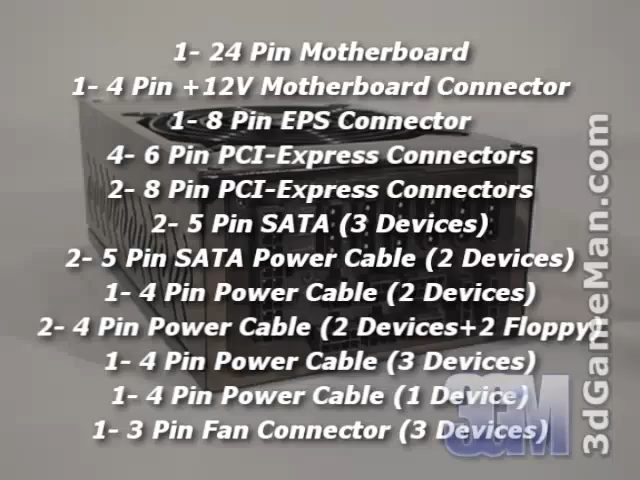 1- 24 Pin Motherboard
1- 4 Pin +12V Motherboard Connector
1- 8 Pin EPS Connector
4- 6 Pin PCI-Express Connectors
2- 8 Pin PCI-Express Connectors
2- 5 Pin SATA (3 Devices)
2- 5 Pin SATA Power Cable (2 Devices)
1- 4 Pin Power Cable (2 Devices)
2- 4 Pin Power Cable (2 Devices+2 Floppy)
1- 4 Pin Power Cable (3 Devices)
1- 4 Pin Power Cable (1 Device)
1- 3 Pin Fan Connector (3 Devices)
3GM
3dGameMan.com